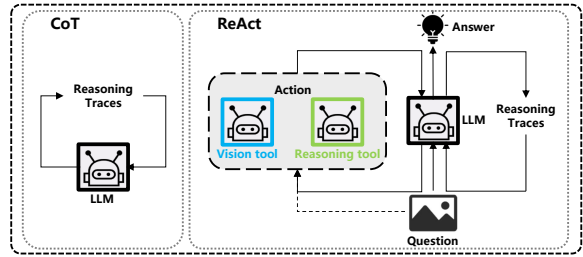 CoT
Reasoning
Traces
LLM
ReAct
Answer
Action
Vision tool
Reasoning tool
LLM
Reasoning
Traces
Question